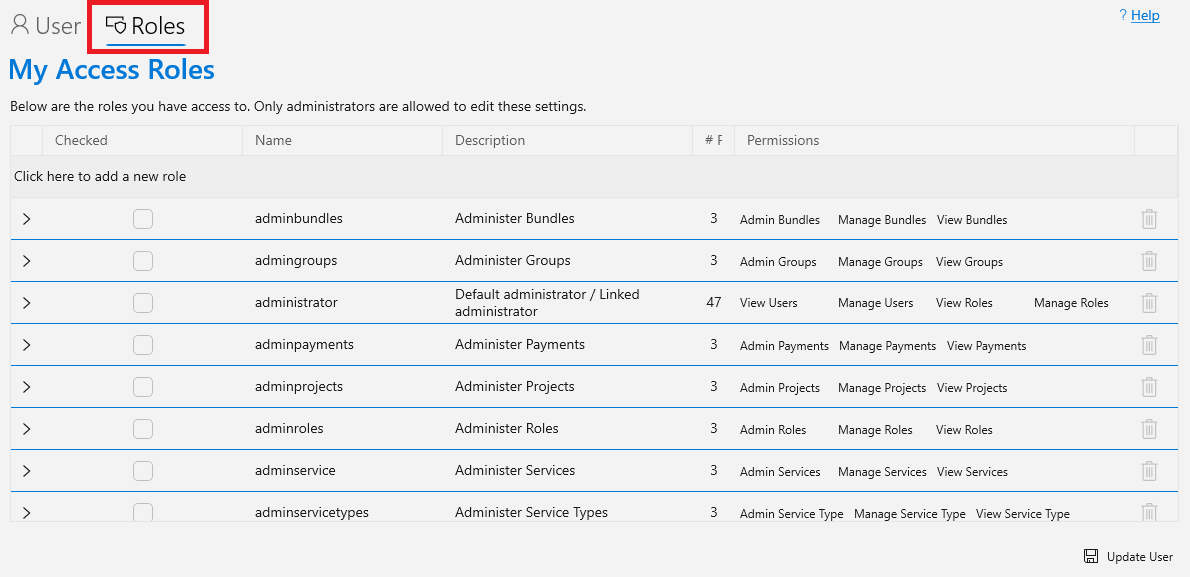 User Roles ? Help
My Access Roles
Below are the roles you have access to. Only administrators are allowed to edit these settings.
Checked Name Description # F Permissions
Click here to add a new role
adminbundles Administer Bundles 3 Admin Bundles Manage Bundles View Bundles
admingroups Administer Groups 3 Admin Groups Manage Groups View Groups
administrator Default administrator / Linked administrator 47 View Users Manage Users View Roles Manage Roles
adminpayments Administer Payments 3 Admin Payments Manage Payments View Payments
adminprojects Administer Projects 3 Admin Projects Manage Projects View Projects
adminroles Administer Roles 3 Admin Roles Manage Roles View Roles
adminservice Administer Services 3 Admin Services Manage Services View Services
adminservicetypes Administer Service Types 3 Admin Service Type Manage Service Type View Service Type
Update User